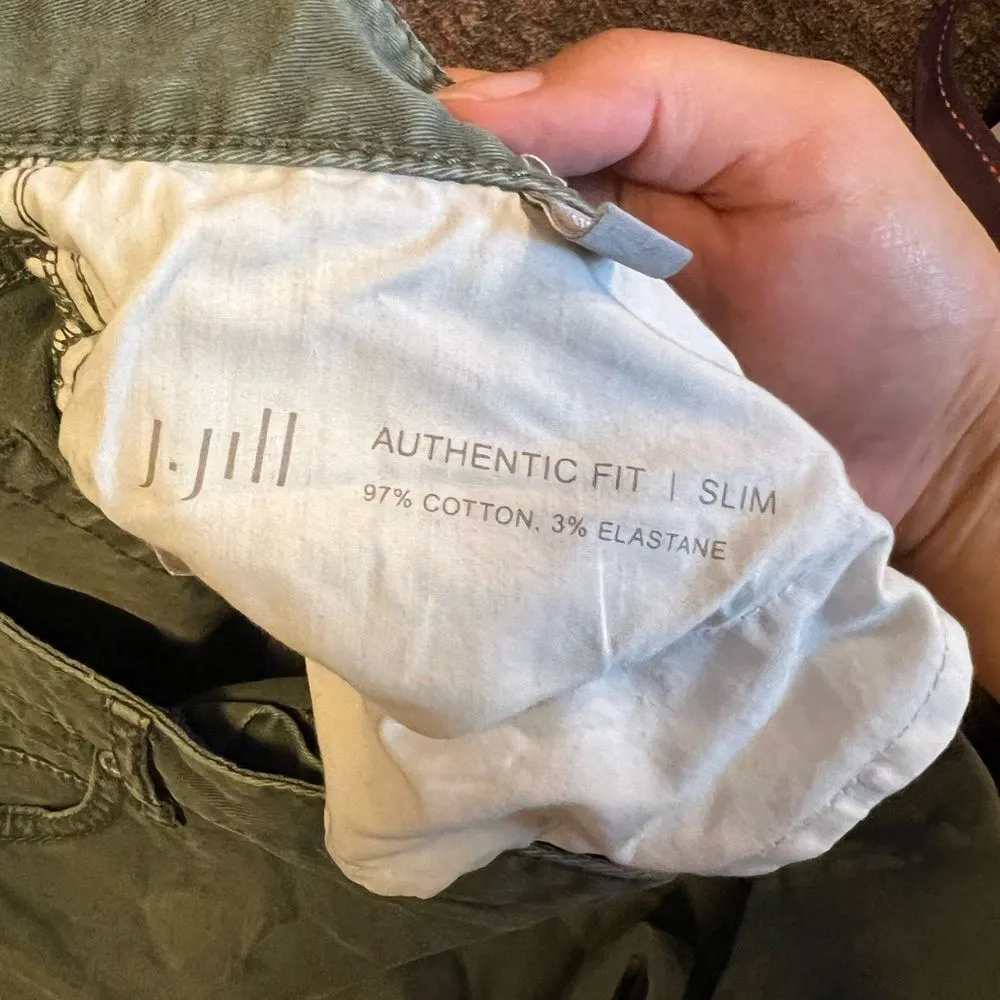 J.Jill
AUTHENTIC FIT | SLIM
97% COTTON. 3% ELASTANE